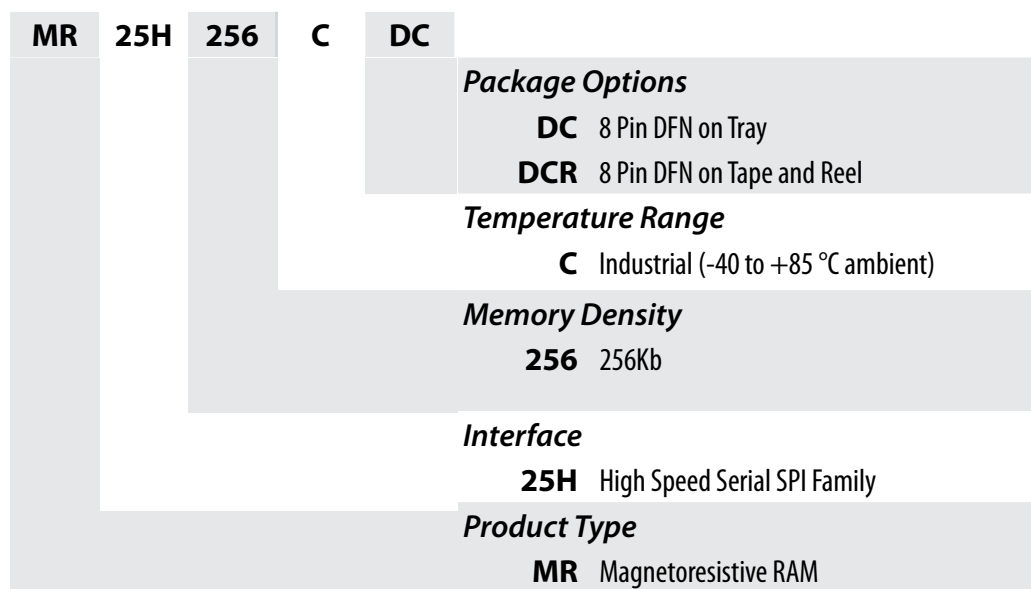 MR 25H 256 C DC
Package Options
DC 8 Pin DFN on Tray
DCR 8 Pin DFN on Tape and Reel
Temperature Range
C Industrial (-40 to +85 °C ambient)
Memory Density
256 256Kb
Interface
25H High Speed Serial SPI Family
Product Type
MR Magnetoresistive RAM